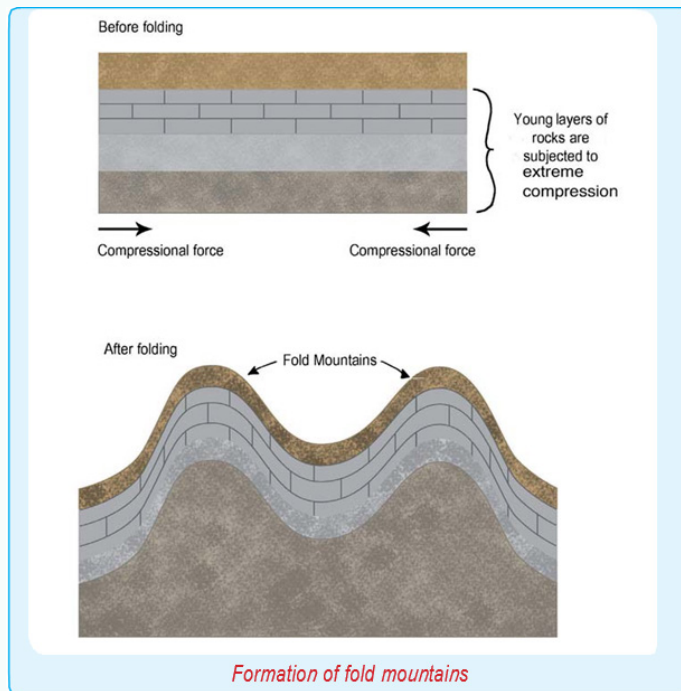 Before folding
Young layers of
rocks are
subjected to
extreme
compression
Compressional force
Compressional force
After folding
Fold Mountains
Formation of fold mountains